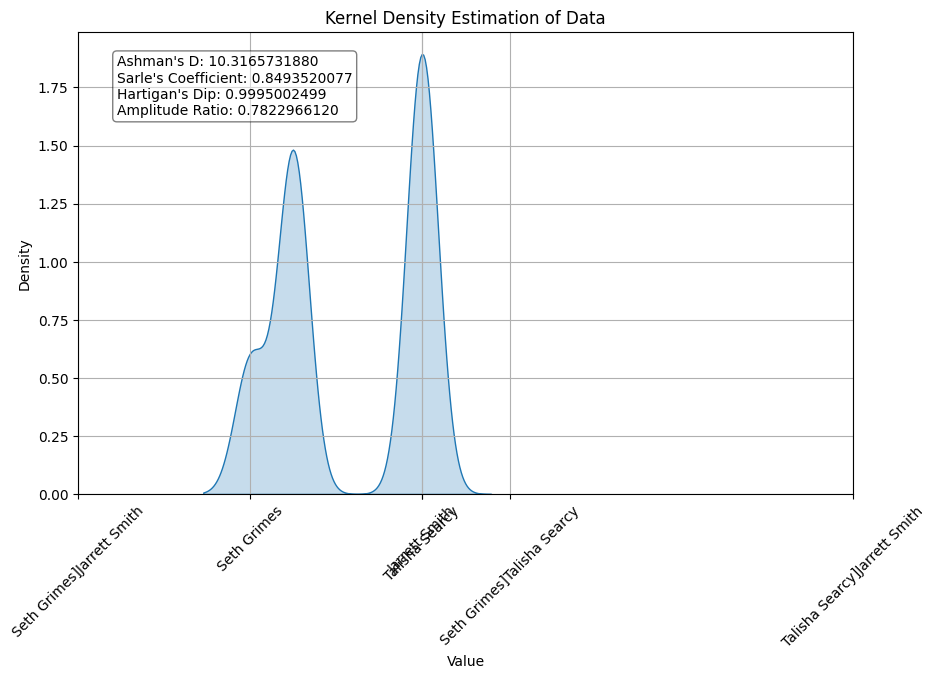 Kernel Density Estimation of Data
Ashman's D: 10.3165731880
Sarle's Coefficient: 0.8493520077
Hartigan's Dip: 0.9995002499
Amplitude Ratio: 0.7822966120
Density
1.75
1.50
1.25
1.00
0.75
0.50
0.25
0.00
Seth Grimes]Jarrett Smith
Seth Grimes
Jarrett Smith
Talisha Searcy
Seth Grimes]Talisha Searcy
Talisha Searcy]Jarrett Smith
Value